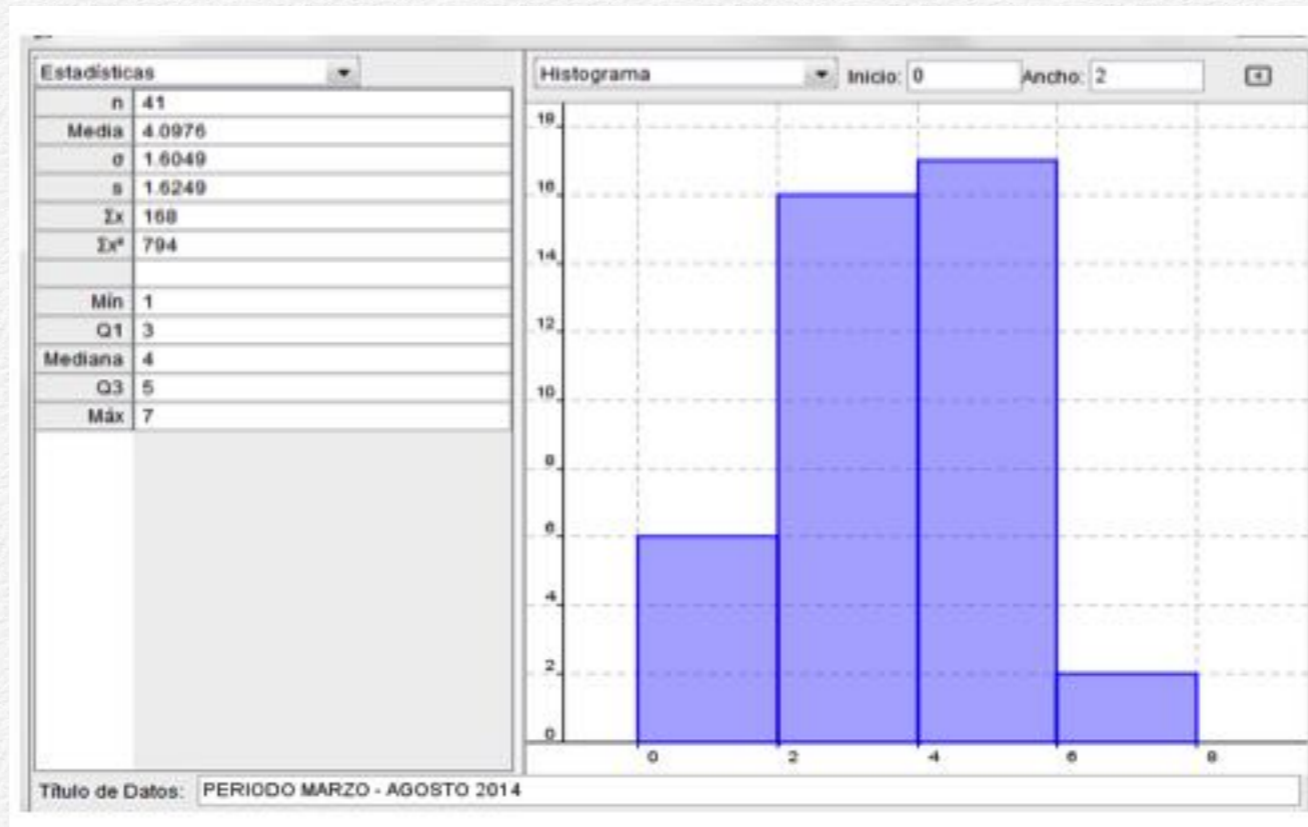 Estadísticas
n 41
Media 4.0976
σ 1.6049
s 1.6249
Σx 168
Σx² 794
Mín 1
Q1 3
Mediana 4
Q3 5
Máx 7
Histograma Inicio: 0 Ancho: 2
18
16
14
12
10
8
6
4
2
0
0 2 4 6 8
Título de Datos: PERIODO MARZO - AGOSTO 2014